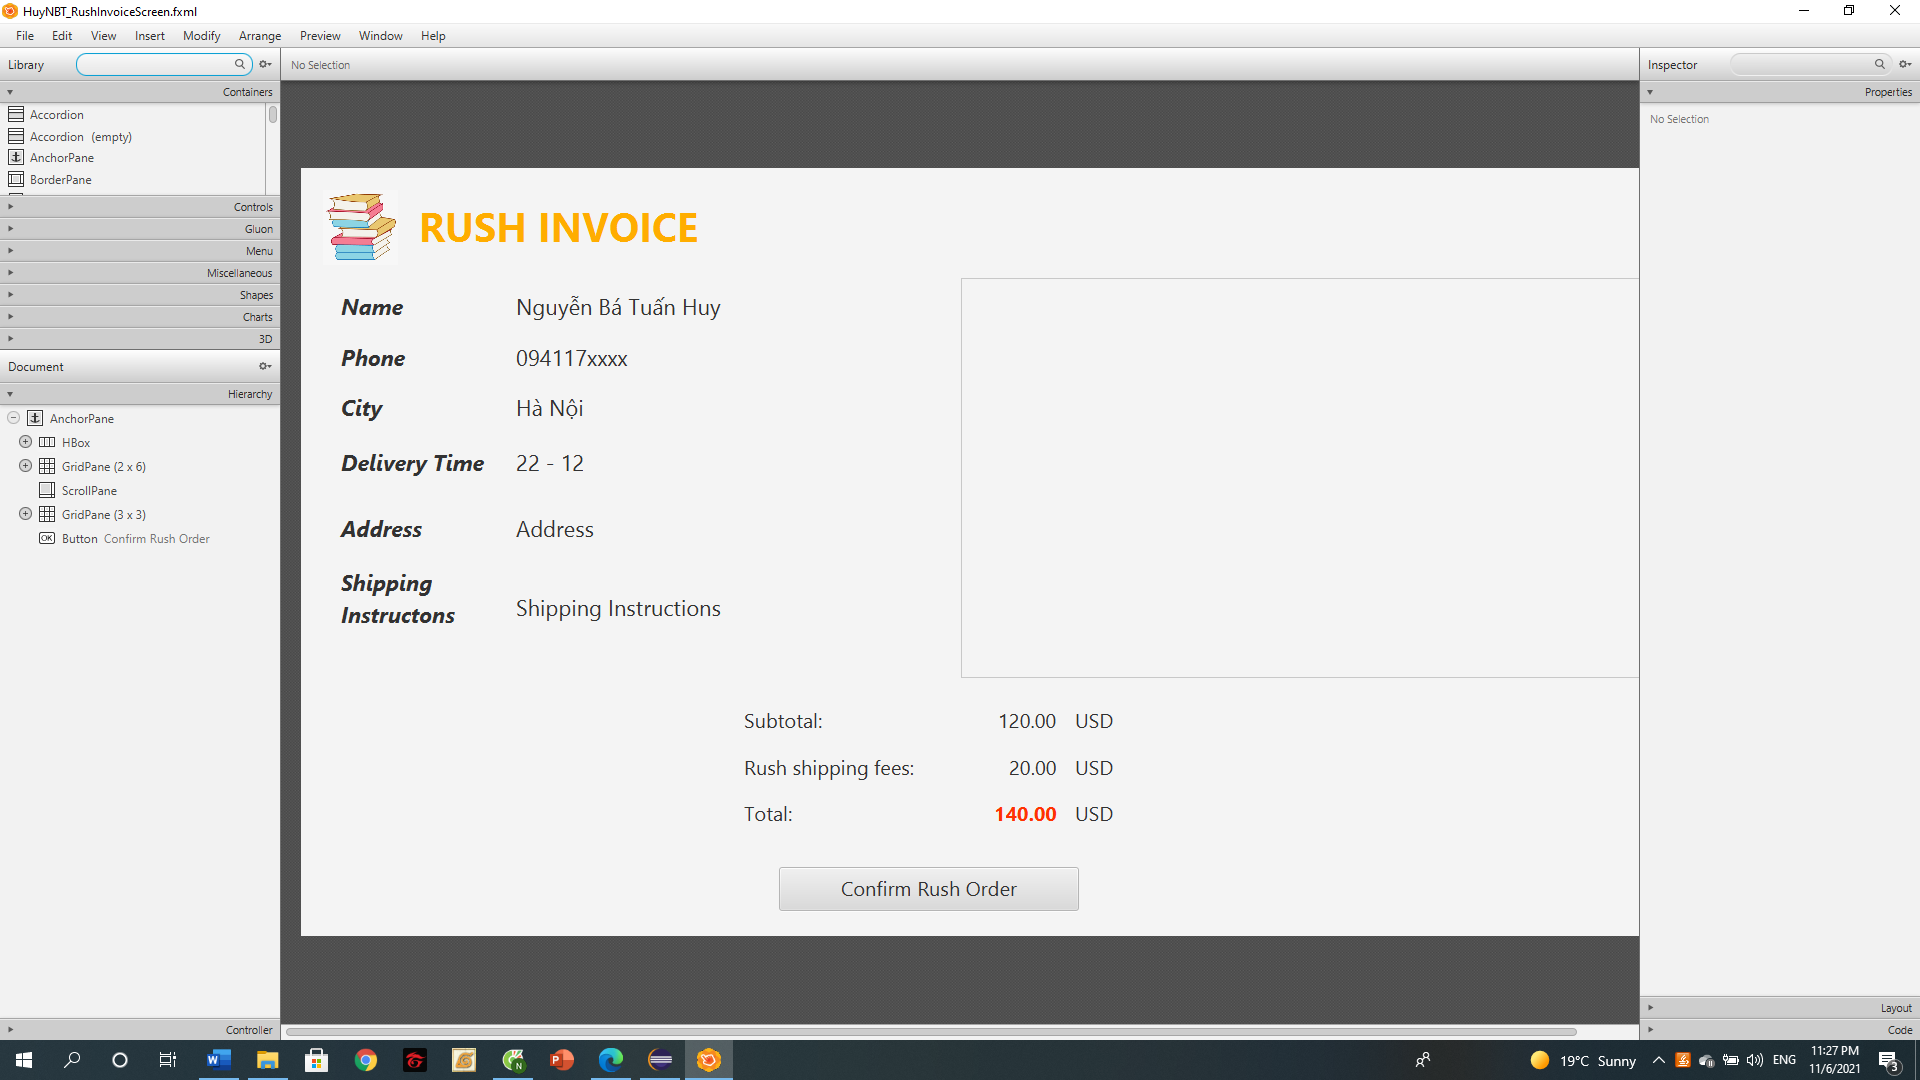 HuyNBT_RushInvoiceScreen.fxml
File Edit View Insert Modify Arrange Preview Window Help
Library
No Selection
Inspector
Containers
Properties
Accordion
Accordion (empty)
AnchorPane
BorderPane
No Selection
Controls
Gluon
Menu
Miscellaneous
Shapes
Charts
3D
Document
Hierarchy
AnchorPane
HBox
GridPane (2 x 6)
ScrollPane
GridPane (3 x 3)
OK Button Confirm Rush Order
RUSH INVOICE
Name Nguyễn Bá Tuấn Huy
Phone 094117xxxx
City Hà Nội
Delivery Time 22 - 12
Address Address
Shipping
Instructons Shipping Instructions
Subtotal: 120.00 USD
Rush shipping fees: 20.00 USD
Total: 140.00 USD
Confirm Rush Order
Layout
Controller
Code
19°C Sunny
ENG
11:27 PM
11/6/2021
3